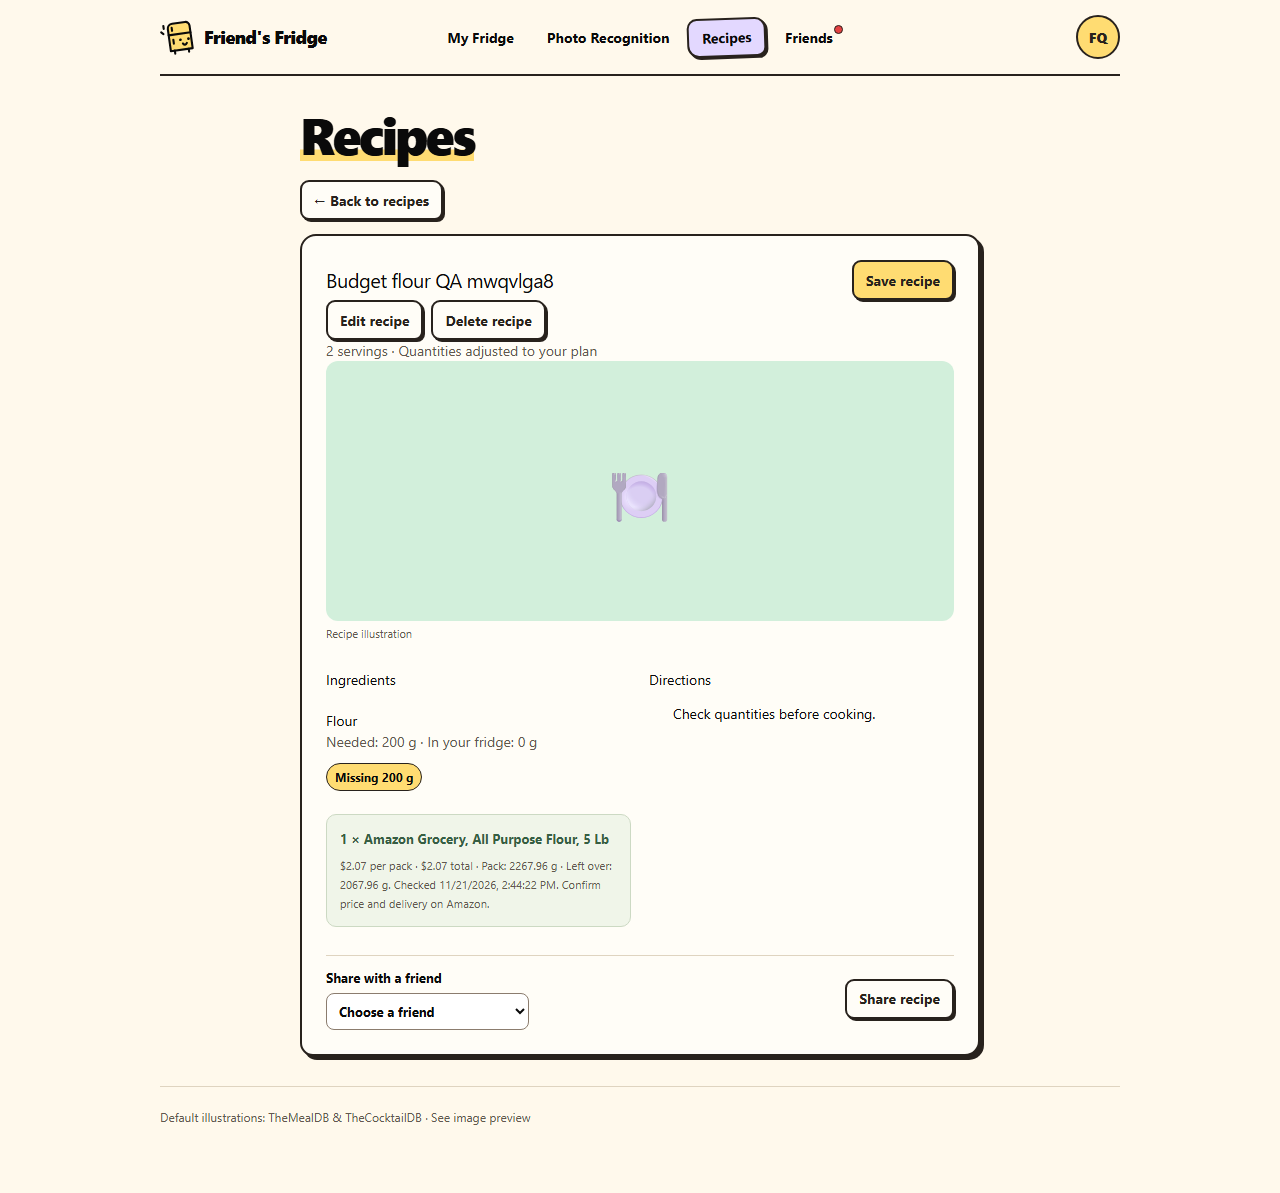 Friend's Fridge
My Fridge
Photo Recognition
Recipes
Friends
FQ
Recipes
← Back to recipes
Budget flour QA mwqvlga8
Save recipe
Edit recipe
Delete recipe
2 servings · Quantities adjusted to your plan
Recipe illustration
Ingredients
Flour
Needed: 200 g · In your fridge: 0 g
Missing 200 g
1 × Amazon Grocery, All Purpose Flour, 5 Lb
$2.07 per pack · $2.07 total · Pack: 2267.96 g · Left over:
2067.96 g. Checked 11/21/2026, 2:44:22 PM. Confirm
price and delivery on Amazon.
Directions
Check quantities before cooking.
Share with a friend
Choose a friend
Share recipe
Default illustrations: TheMealDB & TheCocktailDB · See image preview